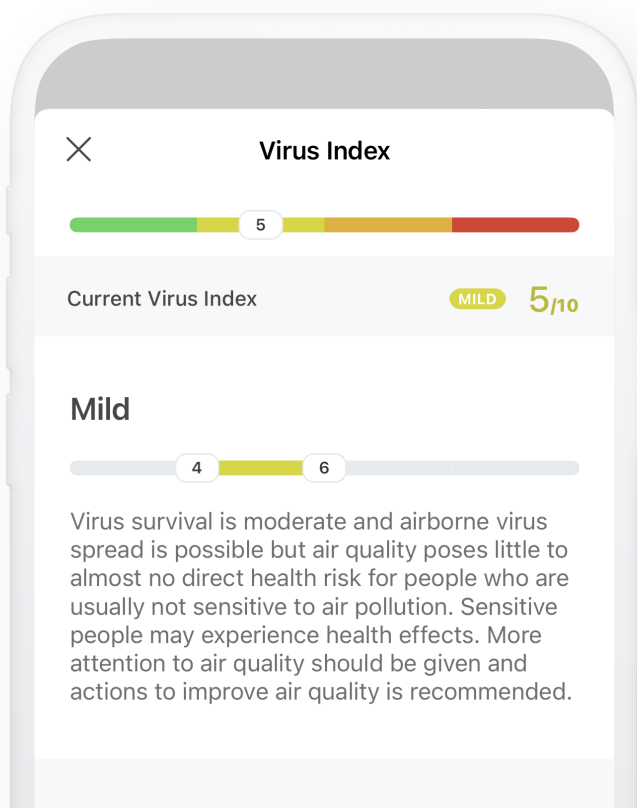 Virus Index
5
Current Virus Index
MILD 5/10
Mild
4 6
Virus survival is moderate and airborne virus
spread is possible but air quality poses little to
almost no direct health risk for people who are
usually not sensitive to air pollution. Sensitive
people may experience health effects. More
attention to air quality should be given and
actions to improve air quality is recommended.